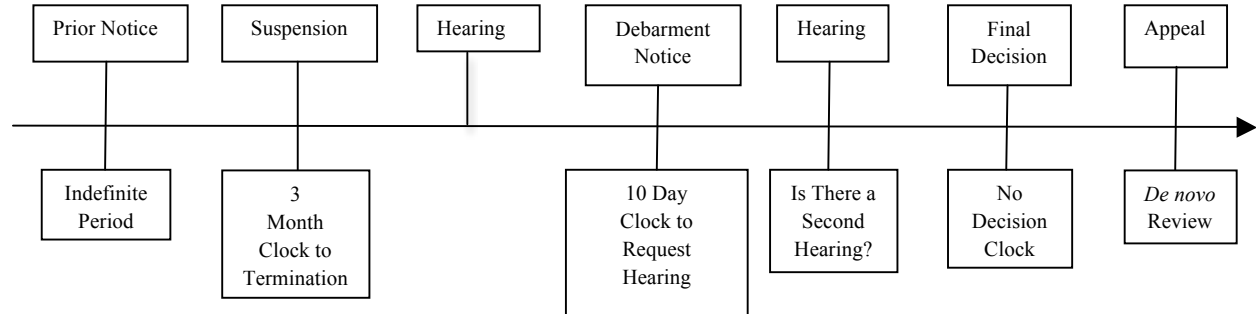 Prior Notice
Suspension
Hearing
Debarment
Notice
Hearing
Final
Decision
Appeal
Indefinite
Period
3
Month
Clock to
Termination
10 Day
Clock to
Request
Hearing
Is There a
Second
Hearing?
No
Decision
Clock
De novo
Review